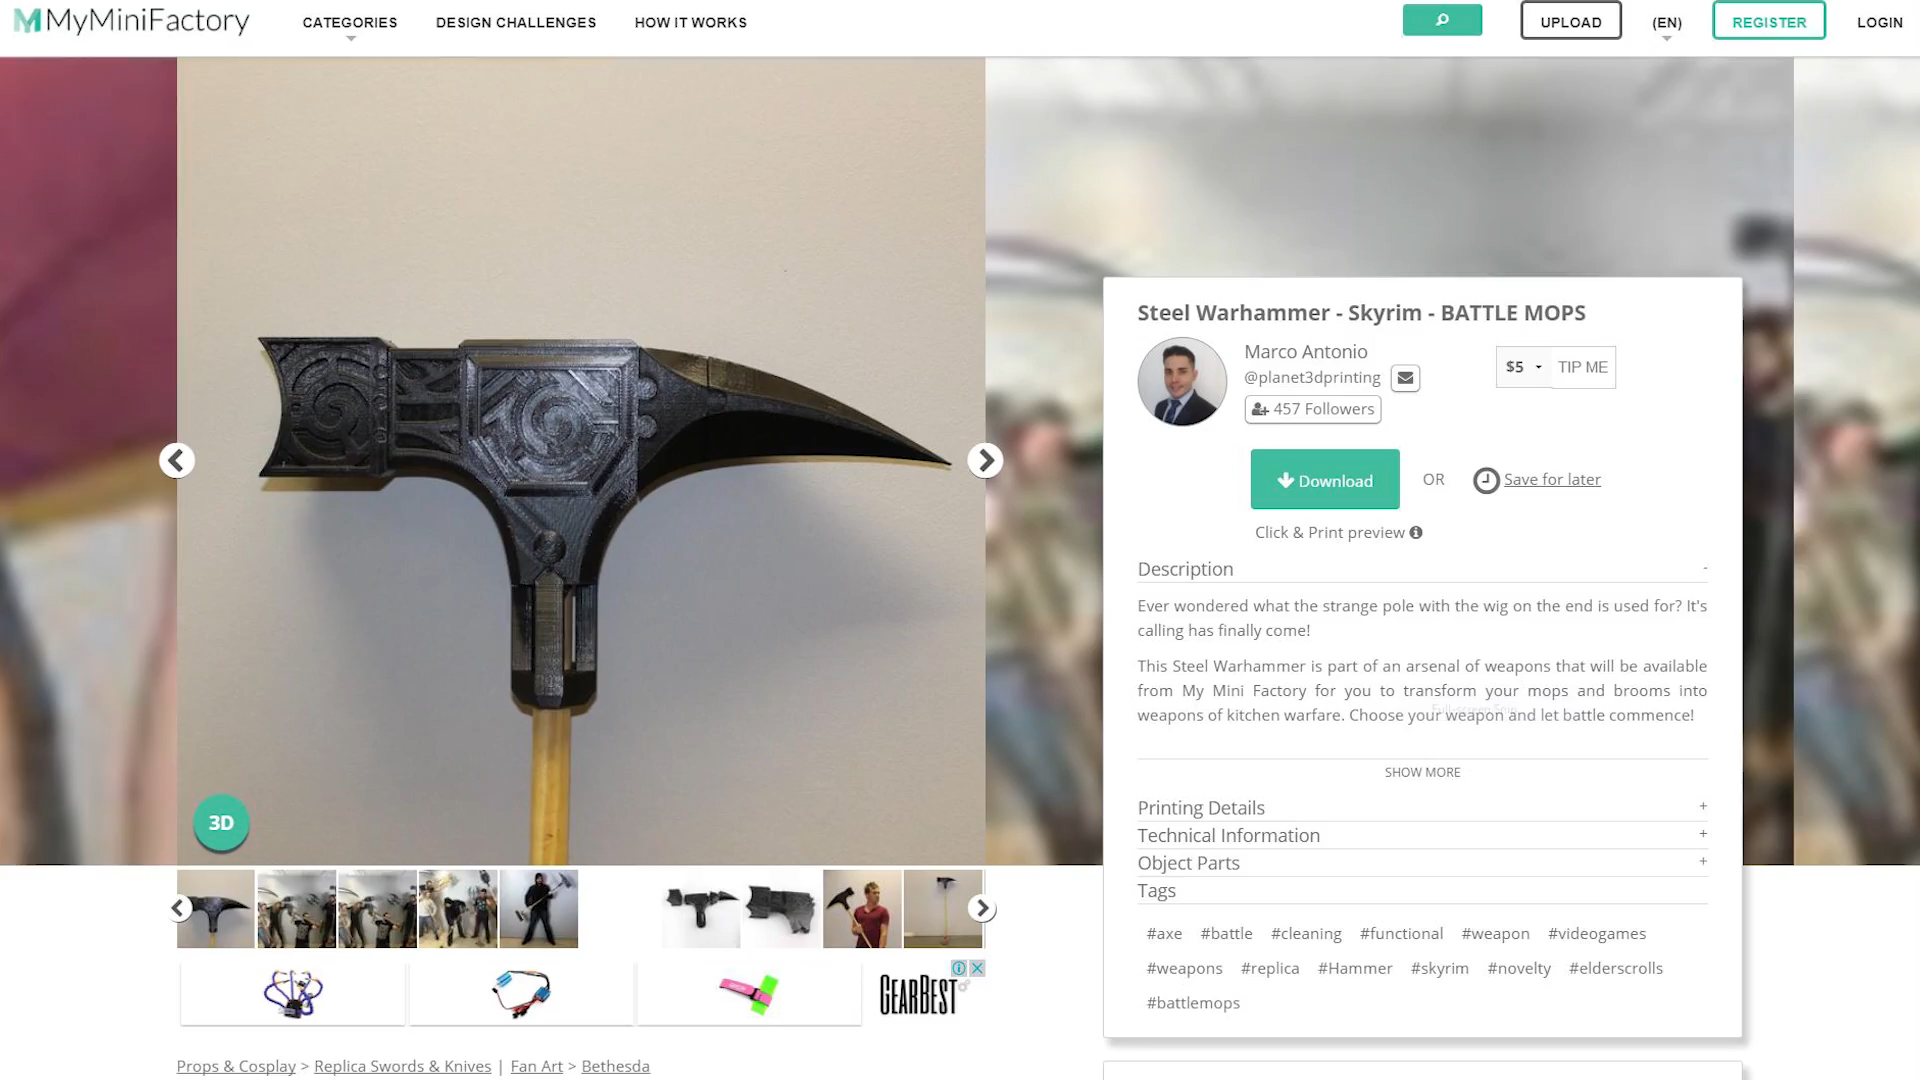 MyMiniFactory
CATEGORIES
DESIGN CHALLENGES
HOW IT WORKS
UPLOAD
(EN)
REGISTER
LOGIN
Steel Warhammer - Skyrim - BATTLE MOPS
Marco Antonio
@planet3dprinting
457 Followers
$5
TIP ME
Download
OR
Save for later
Click & Print preview
Description
-
Ever wondered what the strange pole with the wig on the end is used for? It's
calling has finally come!
This Steel Warhammer is part of an arsenal of weapons that will be available
from My Mini Factory for you to transform your mops and brooms into
Full-screen Snip
weapons of kitchen warfare. Choose your weapon and let battle commence!
SHOW MORE
Printing Details +
Technical Information +
Object Parts +
Tags
#axe #battle #cleaning #functional #weapon #videogames
#weapons #replica #Hammer #skyrim #novelty #elderscrolls
#battlemops
3D
GEARBEST
Props & Cosplay > Replica Swords & Knives | Fan Art > Bethesda